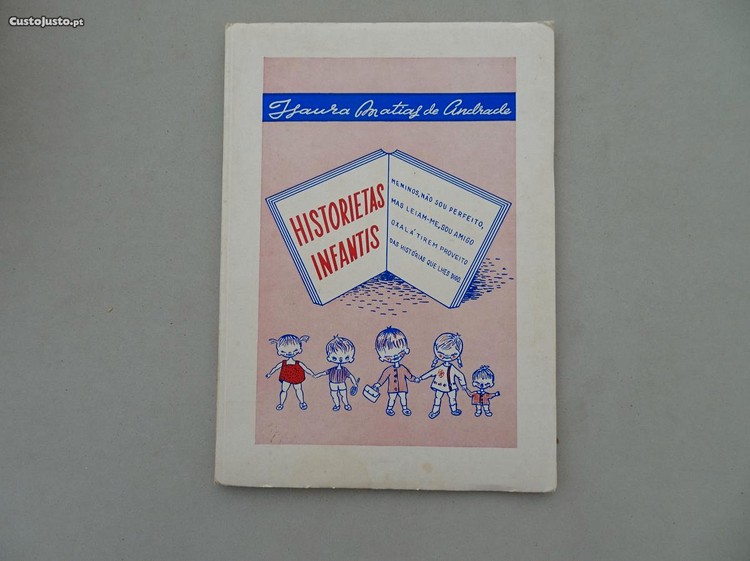 CustoJusto.pt
Isaura Matias de Andrade
HISTORIETAS
INFANTIS
MENINOS, NÃO SOU PERFEITO,
MAS LEIAM-ME, SOU AMIGO
OXALÁ TIREM PROVEITO
DAS HISTÓRIAS QUE LHES DIGO